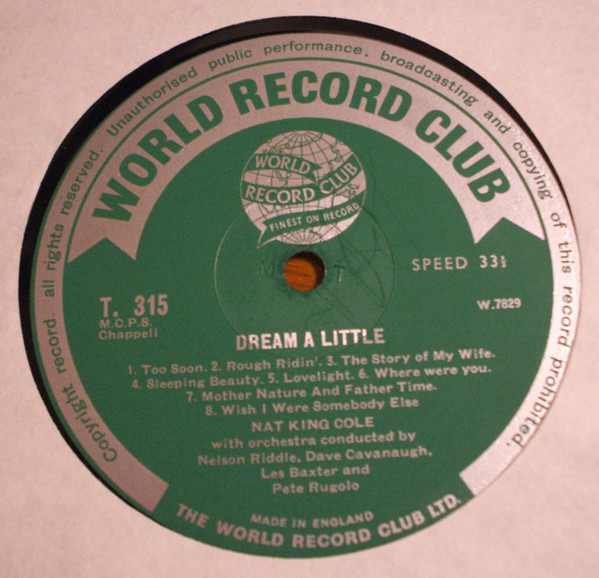 Copyright record. all rights reserved. Unauthorised public performance. broadcasting and copying of this record prohibited.
WORLD RECORD CLUB
WORLD
RECORD CLUB
FINEST ON RECORD
T
SPEED 33⅓
T. 315
M.C.P.S.
Chappell
W.7829
DREAM A LITTLE
1. Too Soon. 2. Rough Ridin'. 3. The Story of My Wife.
4. Sleeping Beauty. 5. Lovelight. 6. Where were you.
7. Mother Nature And Father Time.
8. Wish I Were Somebody Else
NAT KING COLE
with orchestra conducted by
Nelson Riddle, Dave Cavanaugh,
Les Baxter and
Pete Rugolo
MADE IN ENGLAND
THE WORLD RECORD CLUB LTD.